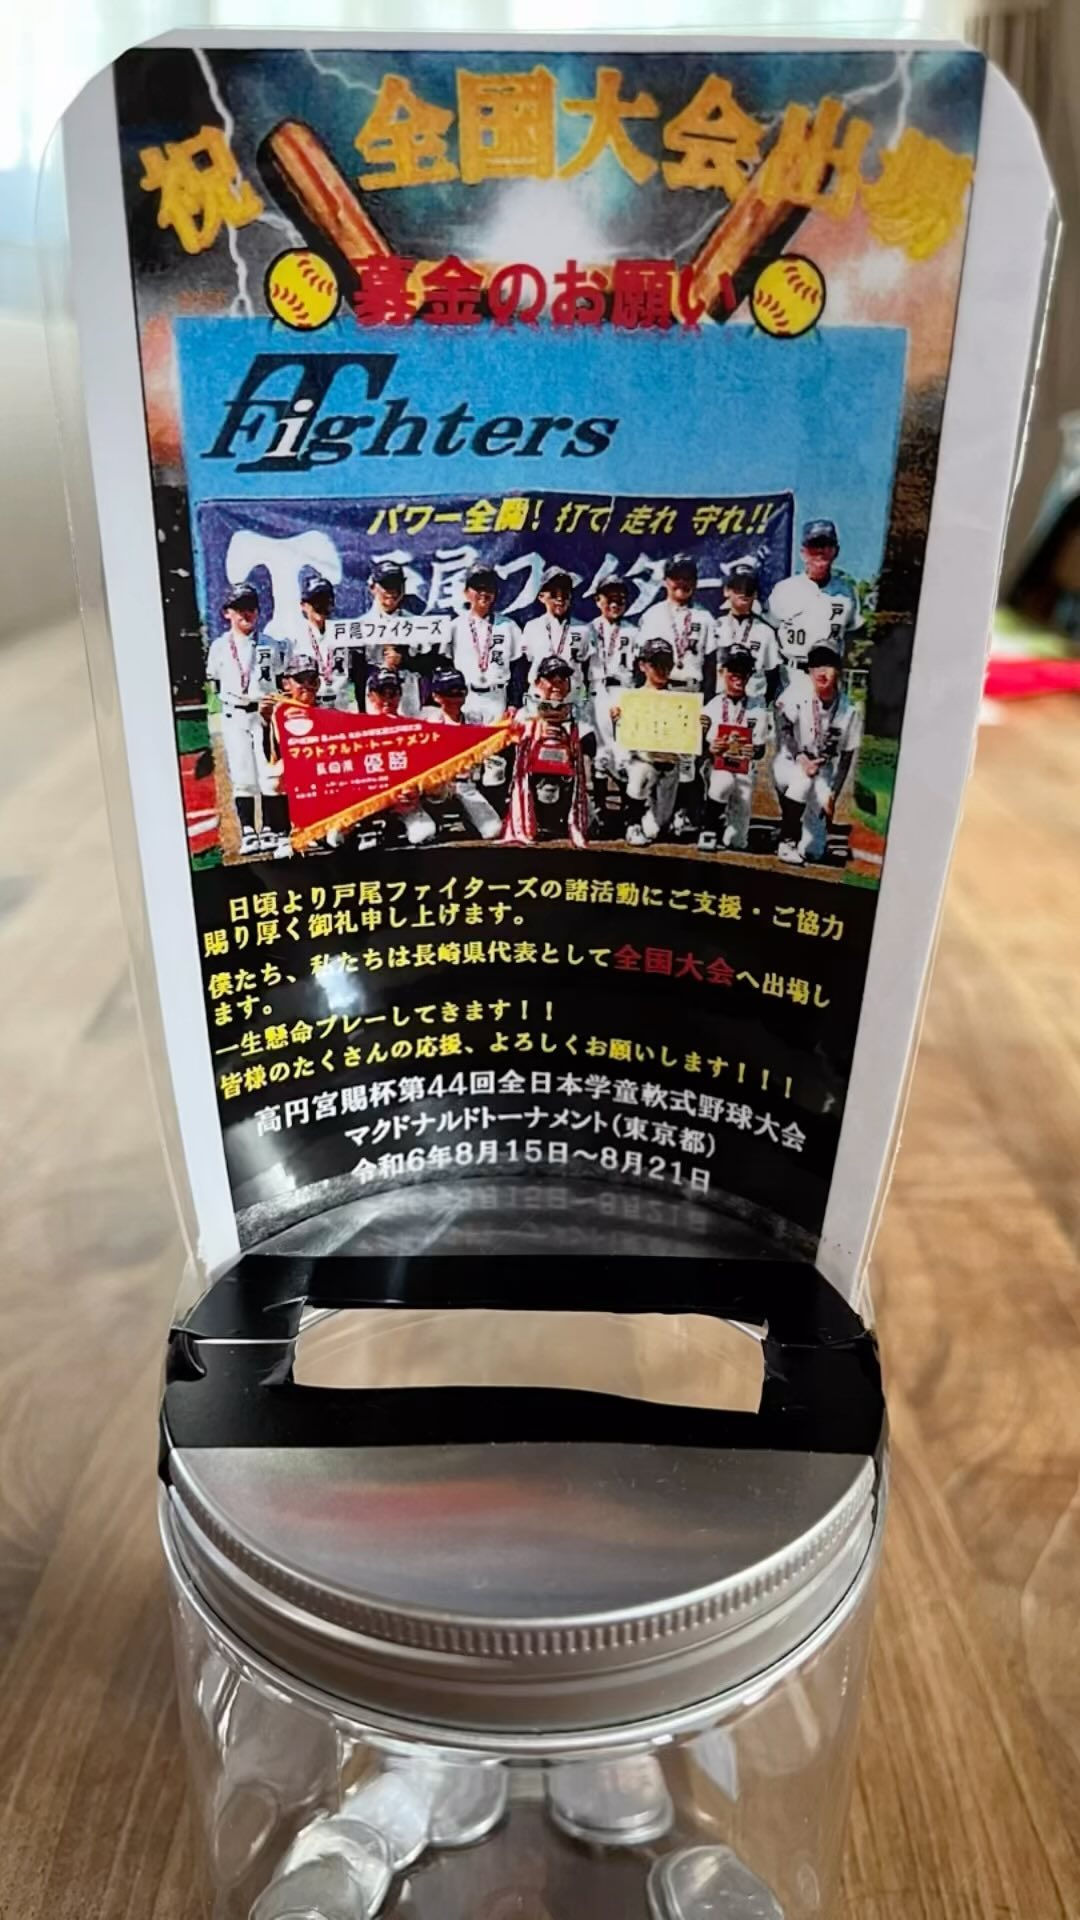 祝 全国大会出場
募金のお願い
Fighters
T
パワー全開! 打て 走れ 守れ!!
T 戸尾ファイターズ
戸尾ファイターズ
戸尾
30
マクドナルド・トーナメント
長崎県 優勝
日頃より戸尾ファイターズの諸活動にご支援・ご協力
賜り厚く御礼申し上げます。
僕たち、私たちは長崎県代表として全国大会へ出場し
ます。
一生懸命プレーしてきます!!
皆様のたくさんの応援、よろしくお願いします!!!
高円宮賜杯第44回全日本学童軟式野球大会
マクドナルドトーナメント(東京都)
令和6年8月15日~8月21日